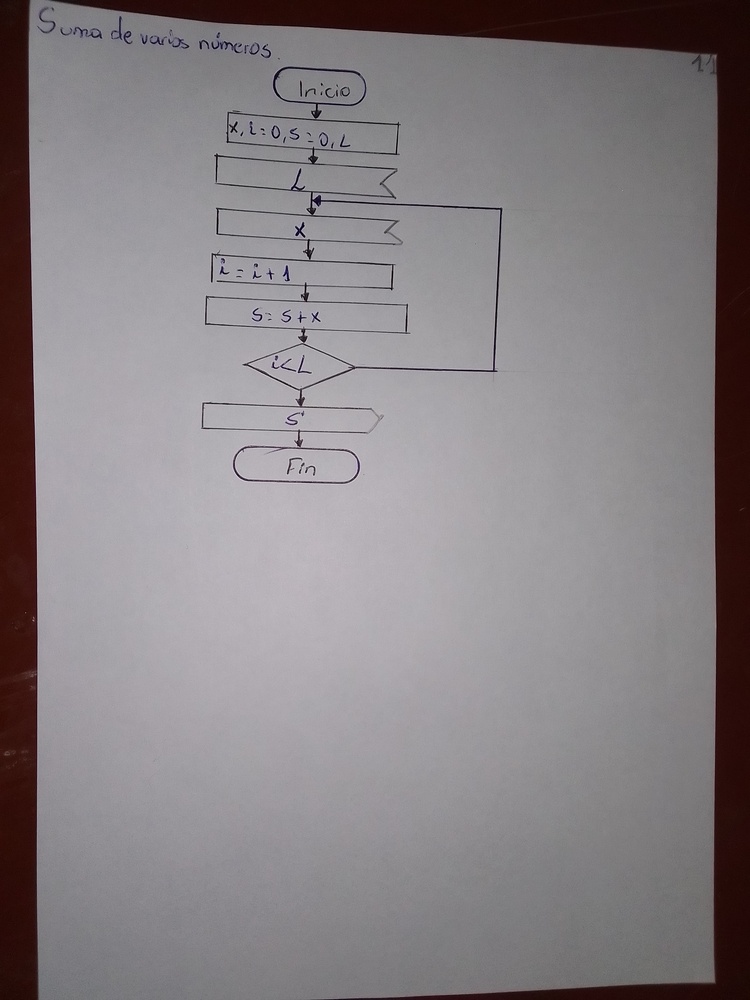 Suma de varios números.
11
Inicio
x, i=0, s=0, L
L
x
i = i+1
s= s+x
i<L
s
Fin